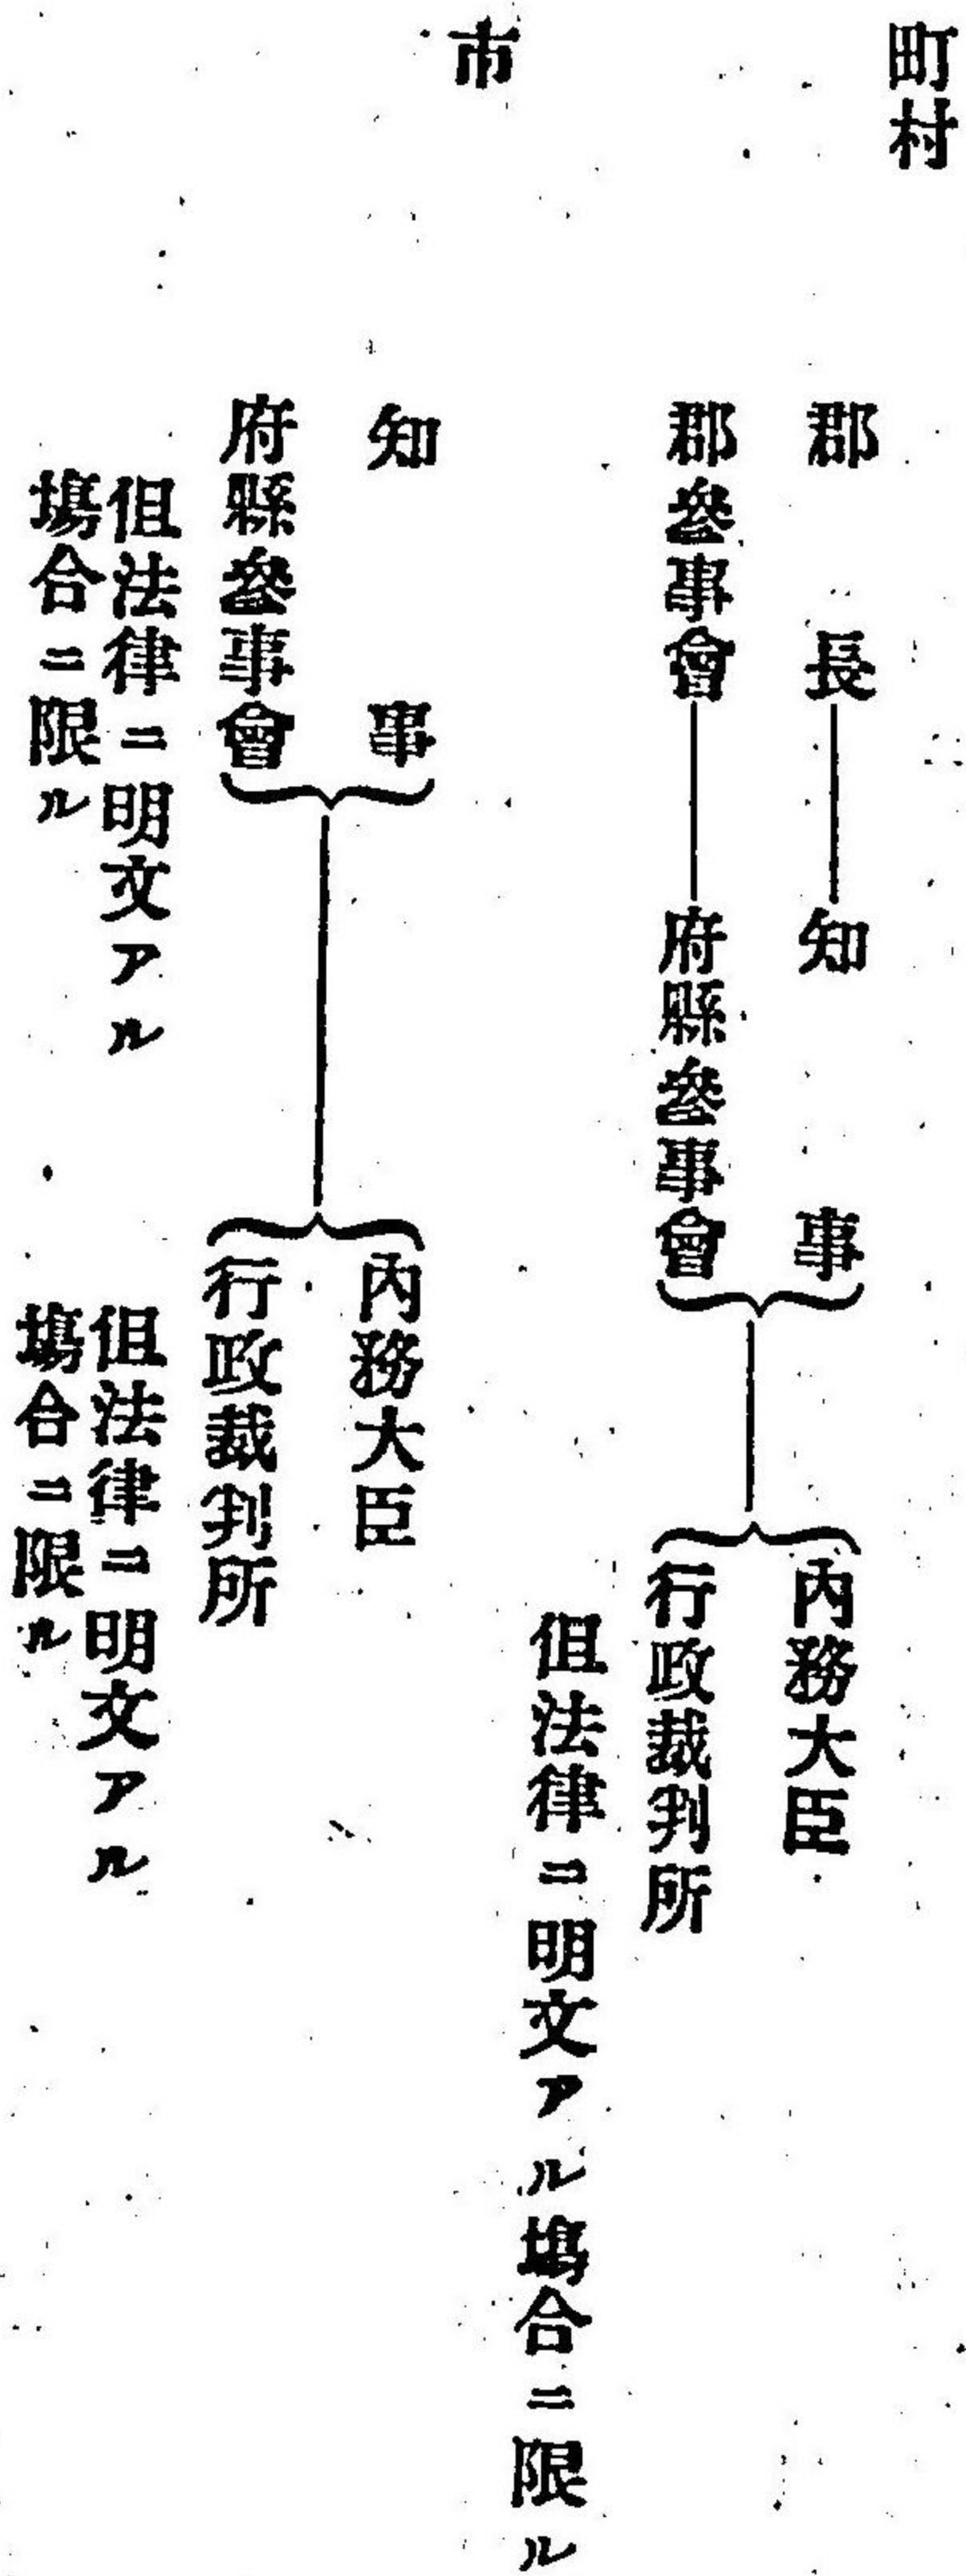 町村
郡長―知事
郡參事會―府縣參事會
內務大臣
行政裁判所
但法律ニ明文アル塲合ニ限ル
市
知事
府縣參事會
但法律ニ明文アル
塲合ニ限ル
內務大臣
行政裁判所
但法律ニ明文アル
塲合ニ限ル